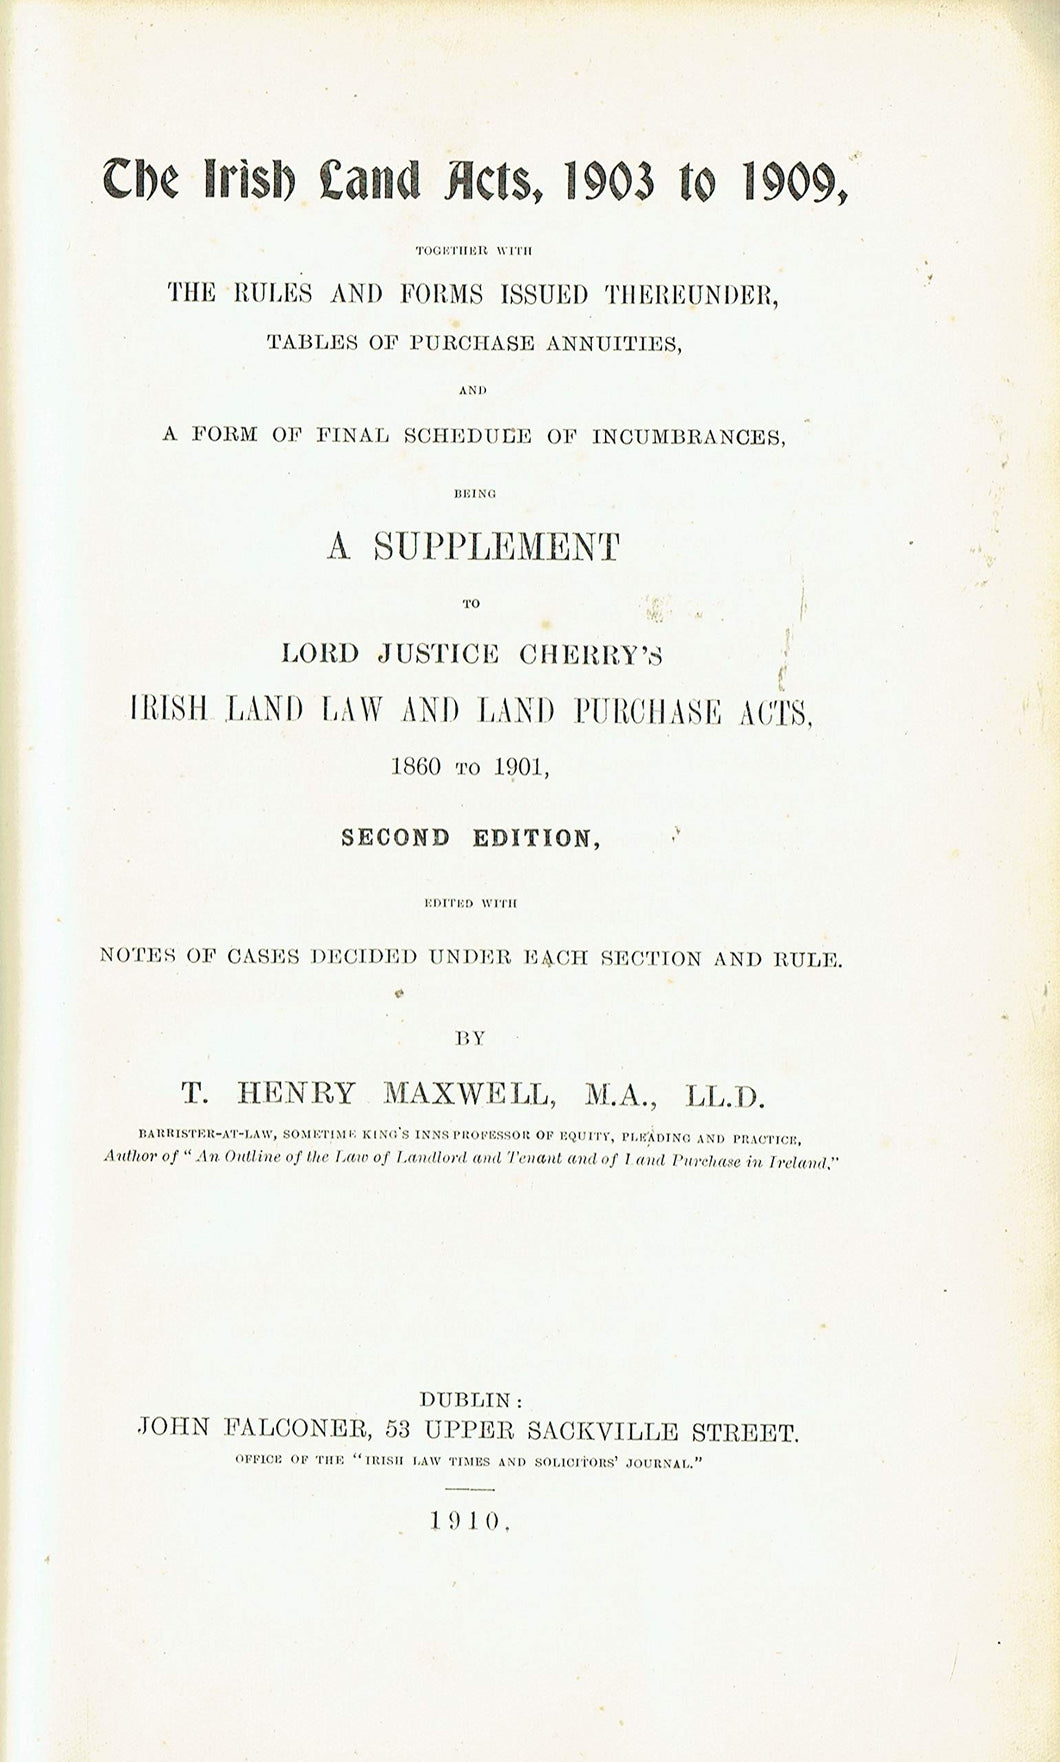 The Irish Land Acts, 1903 to 1909,
TOGETHER WITH
THE RULES AND FORMS ISSUED THEREUNDER,
TABLES OF PURCHASE ANNUITIES,
AND
A FORM OF FINAL SCHEDULE OF INCUMBRANCES,
BEING
A SUPPLEMENT
TO
LORD JUSTICE CHERRY'S
IRISH LAND LAW AND LAND PURCHASE ACTS,
1860 TO 1901,
SECOND EDITION,
EDITED WITH
NOTES OF CASES DECIDED UNDER EACH SECTION AND RULE.
BY
T. HENRY MAXWELL, M.A., LL.D.
BARRISTER-AT-LAW, SOMETIME KING'S INNS PROFESSOR OF EQUITY, PLEADING AND PRACTICE,
Author of "An Outline of the Law of Landlord and Tenant and of Land Purchase in Ireland."
DUBLIN:
JOHN FALCONER, 53 UPPER SACKVILLE STREET.
OFFICE OF THE "IRISH LAW TIMES AND SOLICITORS' JOURNAL."
1910.